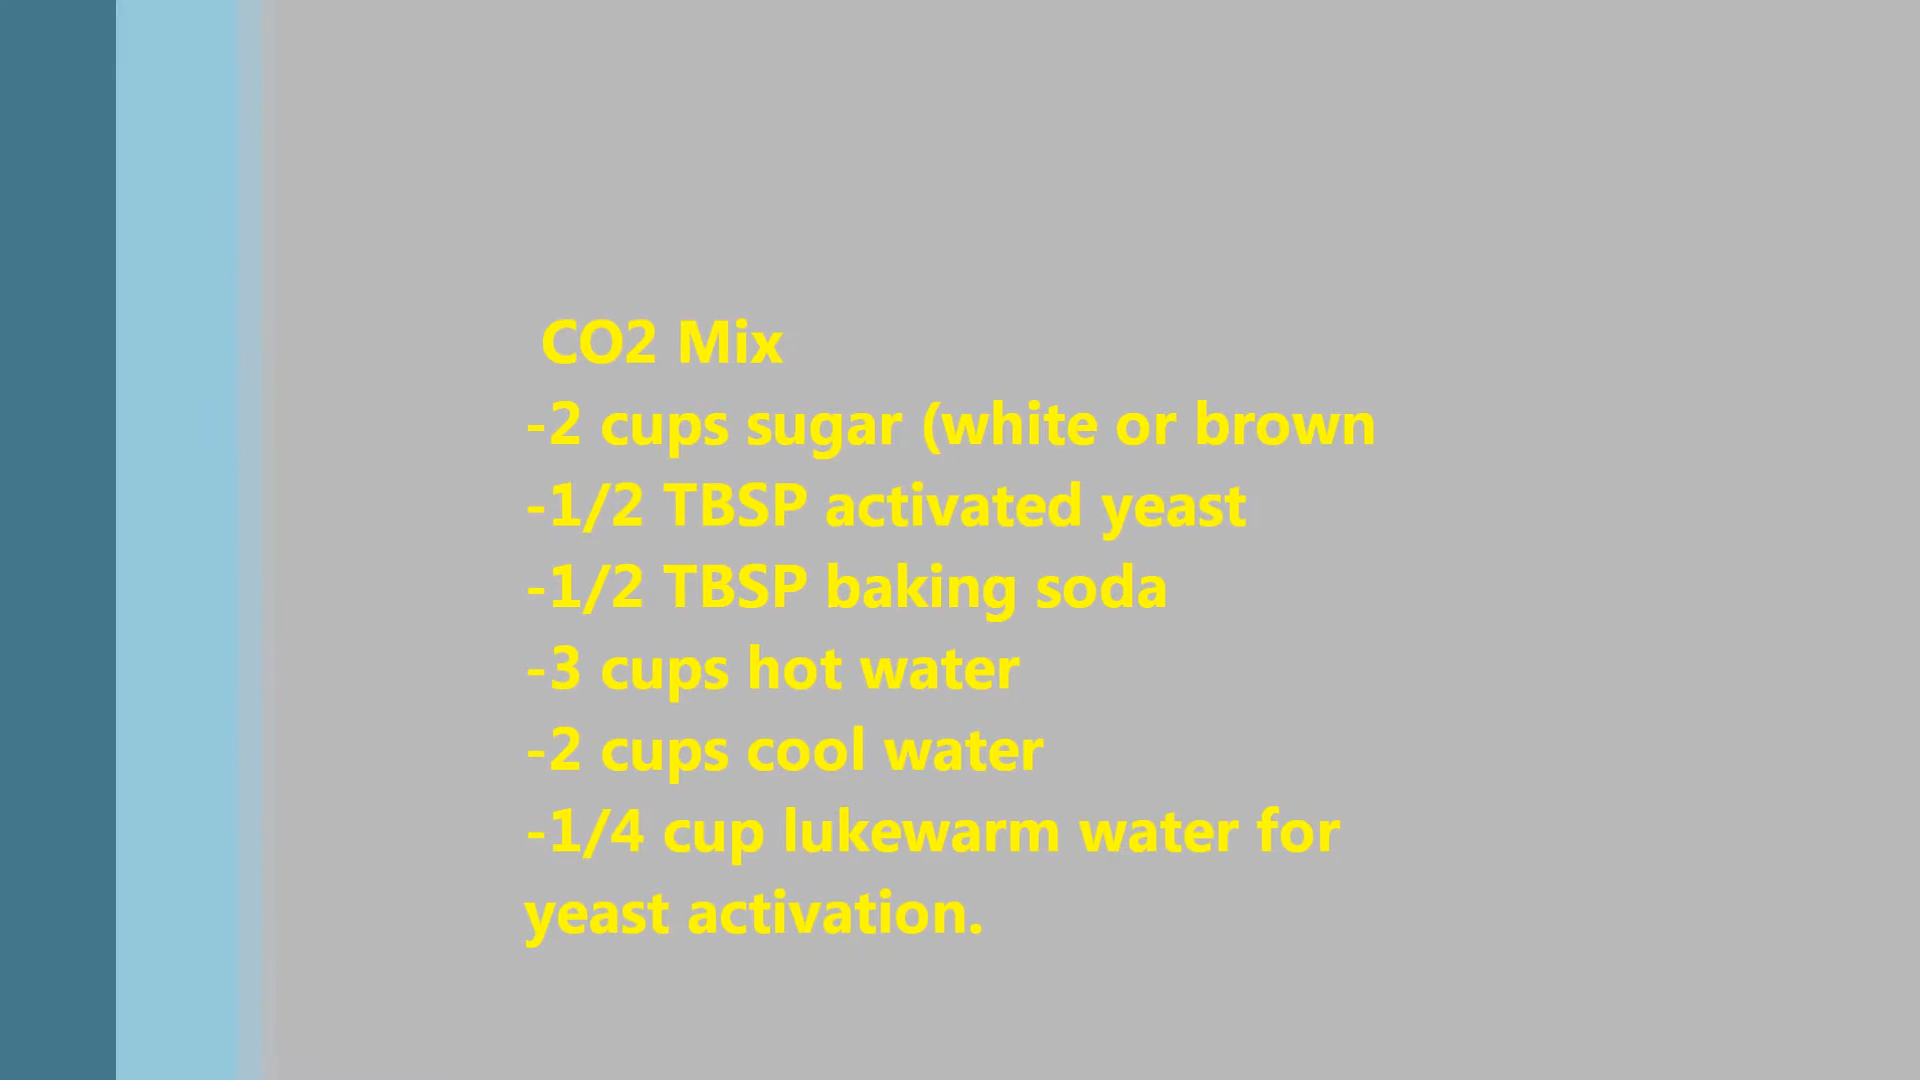 CO2 Mix
-2 cups sugar (white or brown
-1/2 TBSP activated yeast
-1/2 TBSP baking soda
-3 cups hot water
-2 cups cool water
-1/4 cup lukewarm water for
yeast activation.